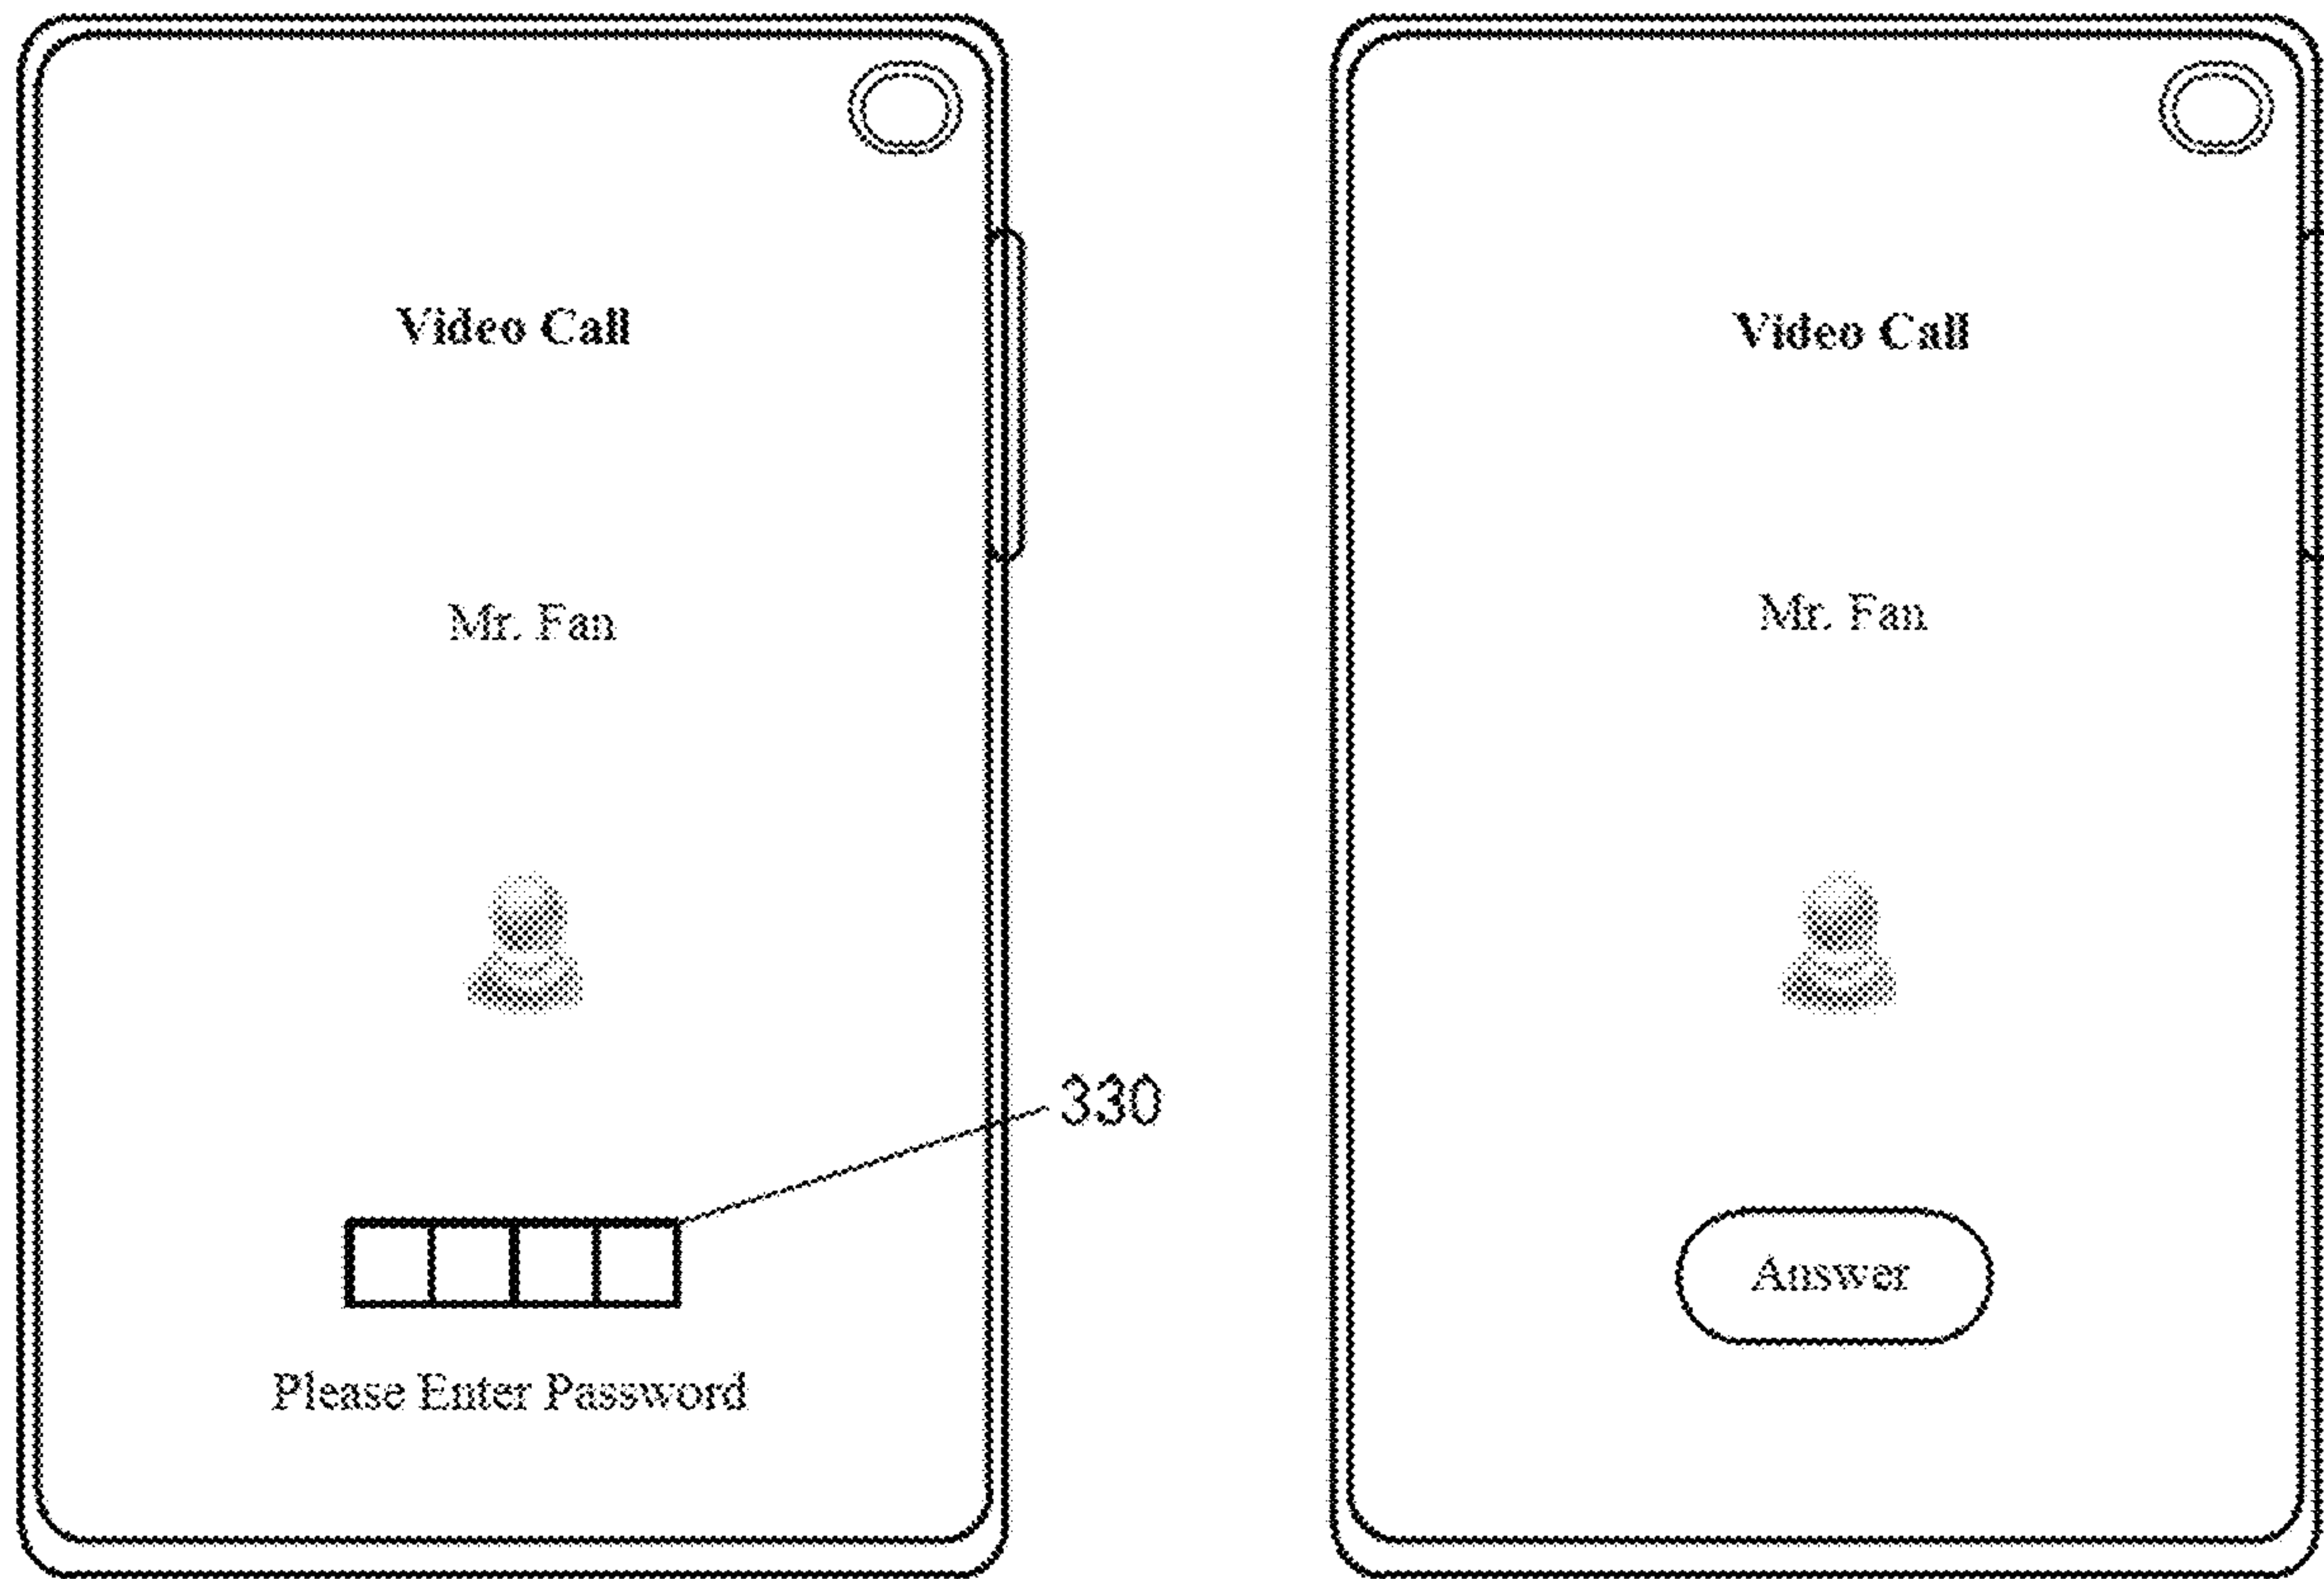 Video Call
Mr. Fan
330
Please Enter Password
Video Call
Mr. Fan
Answer